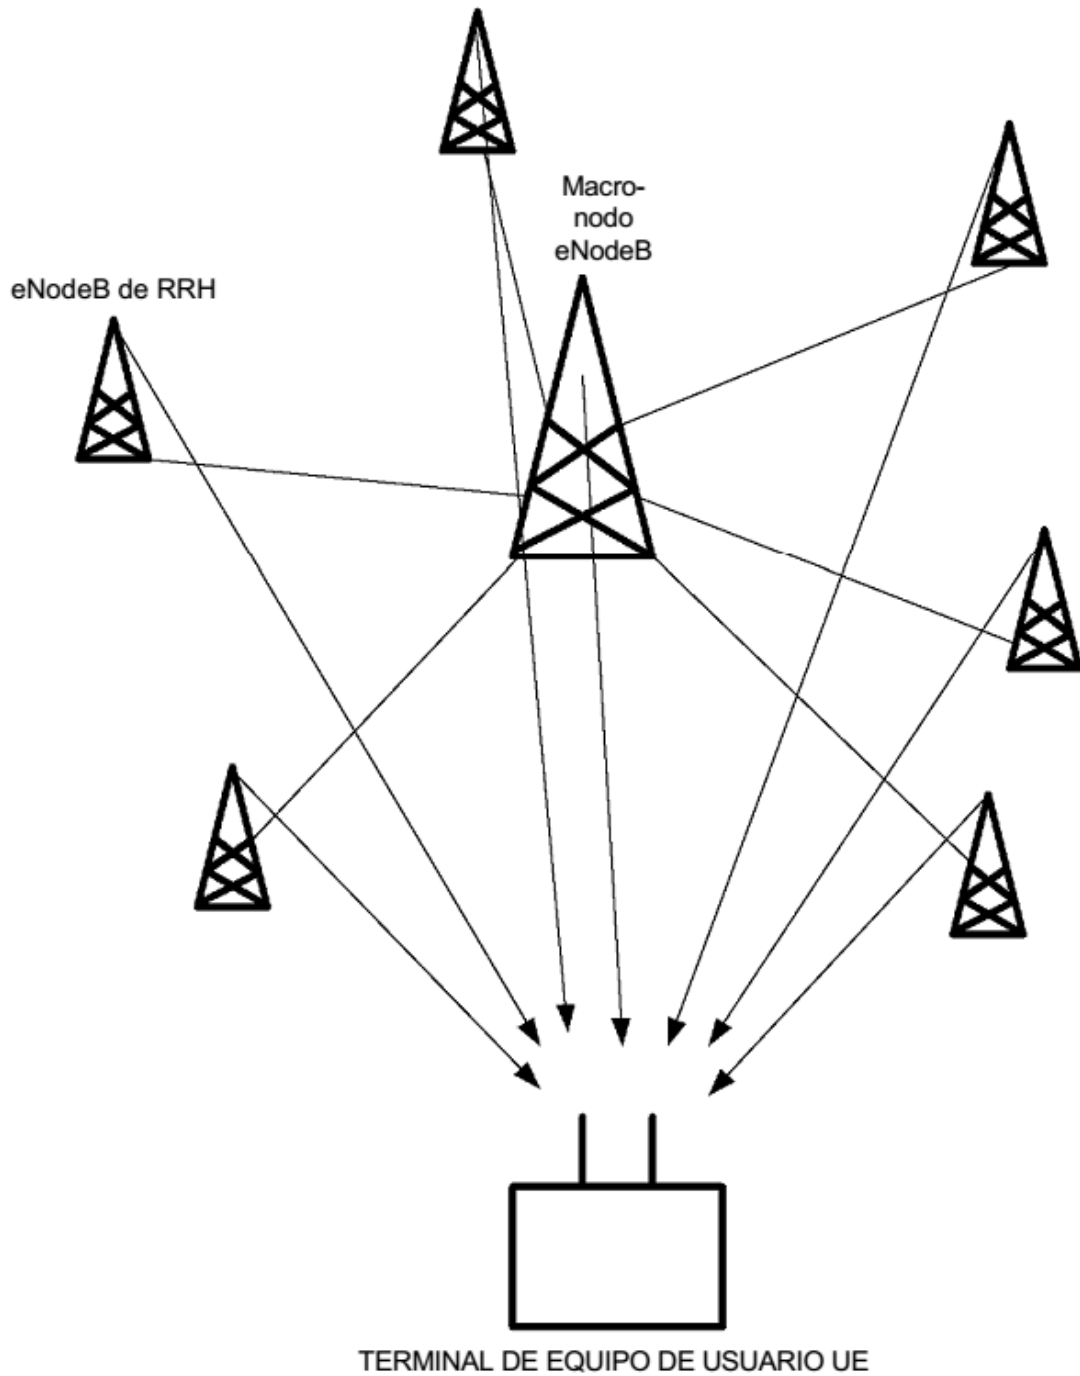 Macro-
nodo
eNodeB
eNodeB de RRH
TERMINAL DE EQUIPO DE USUARIO UE